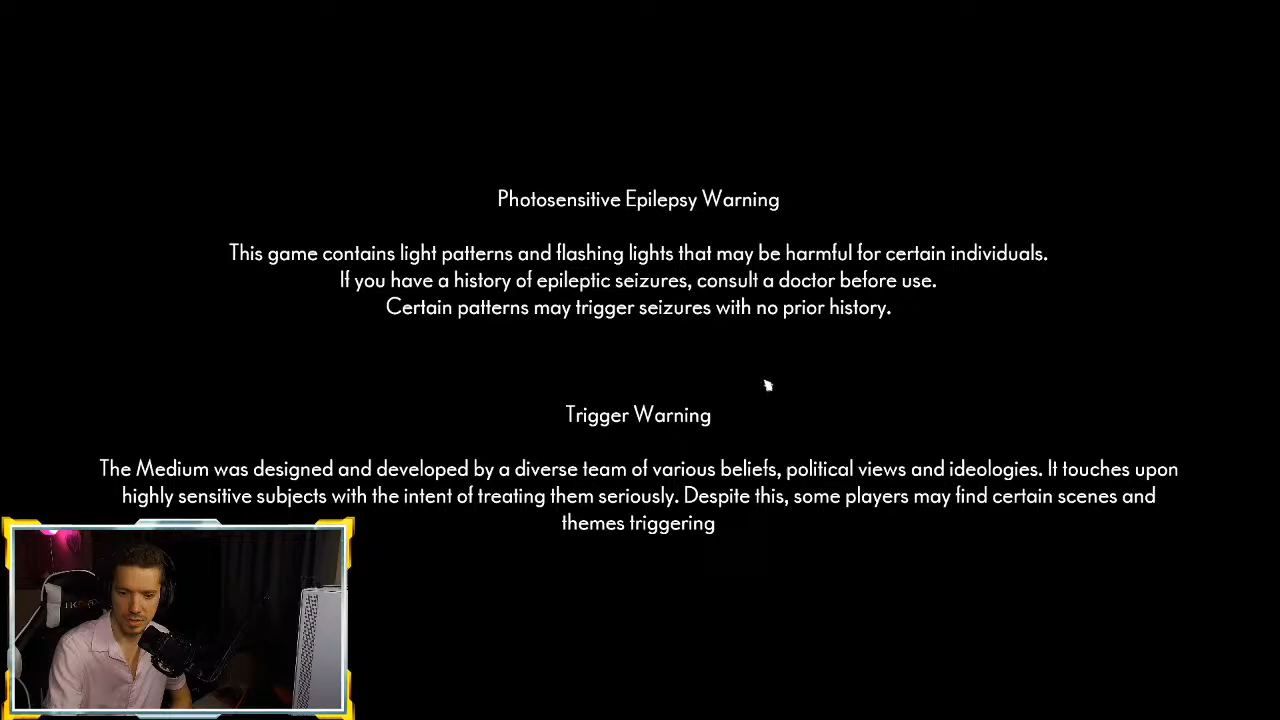 Photosensitive Epilepsy Warning
This game contains light patterns and flashing lights that may be harmful for certain individuals.
If you have a history of epileptic seizures, consult a doctor before use.
Certain patterns may trigger seizures with no prior history.
Trigger Warning
The Medium was designed and developed by a diverse team of various beliefs, political views and ideologies. It touches upon
highly sensitive subjects with the intent of treating them seriously. Despite this, some players may find certain scenes and
themes triggering